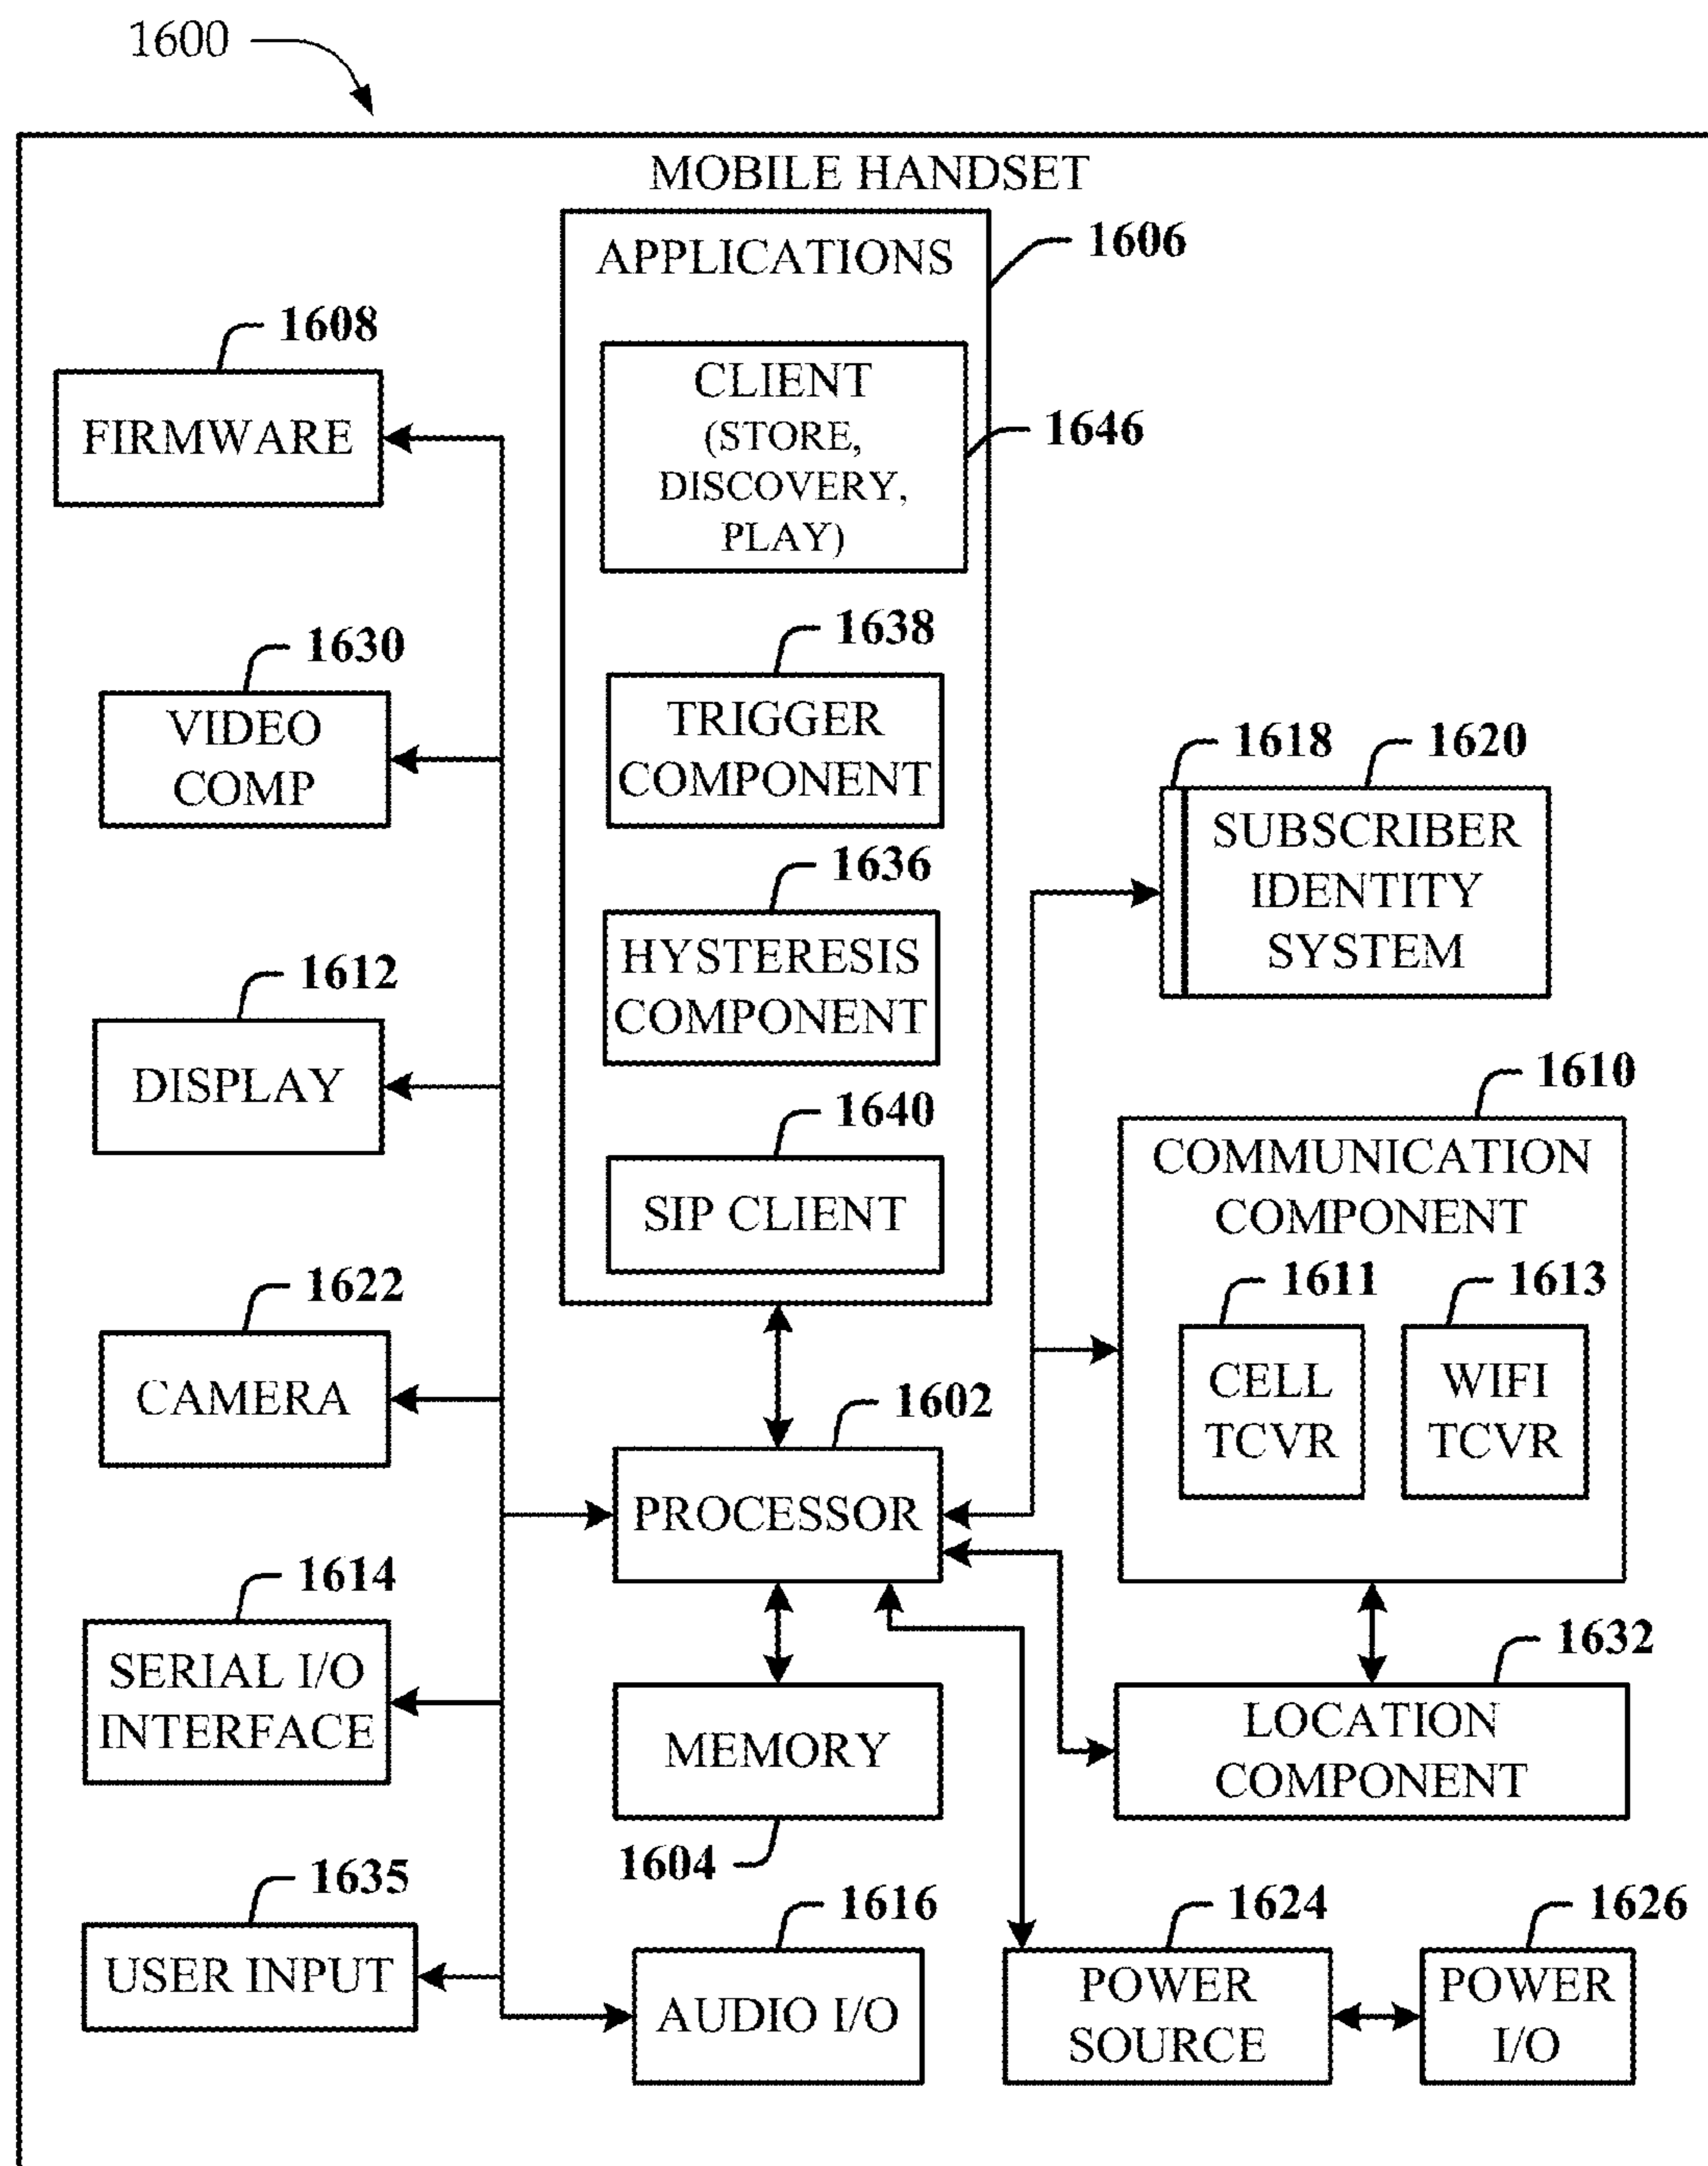 1600
MOBILE HANDSET
APPLICATIONS
1606
CLIENT
(STORE,
DISCOVERY,
PLAY)
1646
1638
TRIGGER
COMPONENT
1636
HYSTERESIS
COMPONENT
1640
SIP CLIENT
1608
FIRMWARE
1630
VIDEO
COMP
1612
DISPLAY
1622
CAMERA
1614
SERIAL I/O
INTERFACE
1635
USER INPUT
1602
PROCESSOR
MEMORY
1604
1616
AUDIO I/O
1618
1620
SUBSCRIBER
IDENTITY
SYSTEM
1610
COMMUNICATION
COMPONENT
1611
CELL
TCVR
1613
WIFI
TCVR
1632
LOCATION
COMPONENT
1624
POWER
SOURCE
1626
POWER
I/O